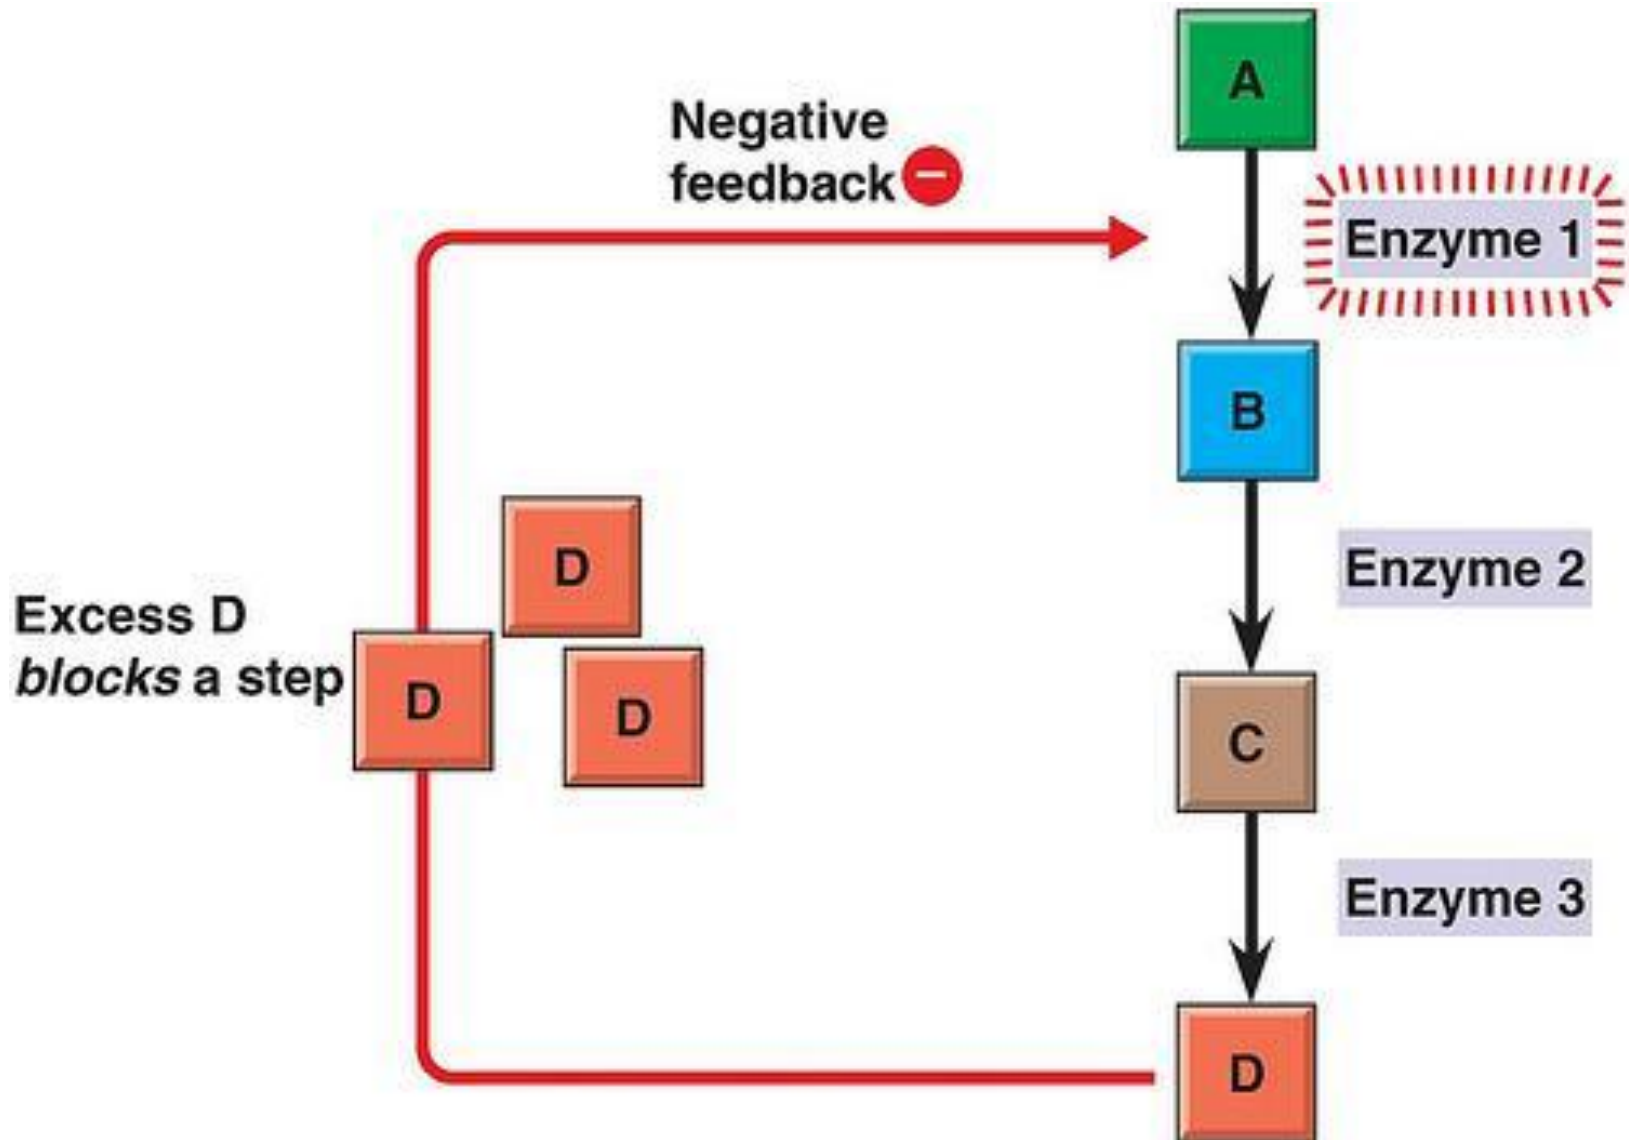 A
Negative
feedback
Enzyme 1
B
D
Enzyme 2
Excess D
blocks a step
D
D
C
Enzyme 3
D